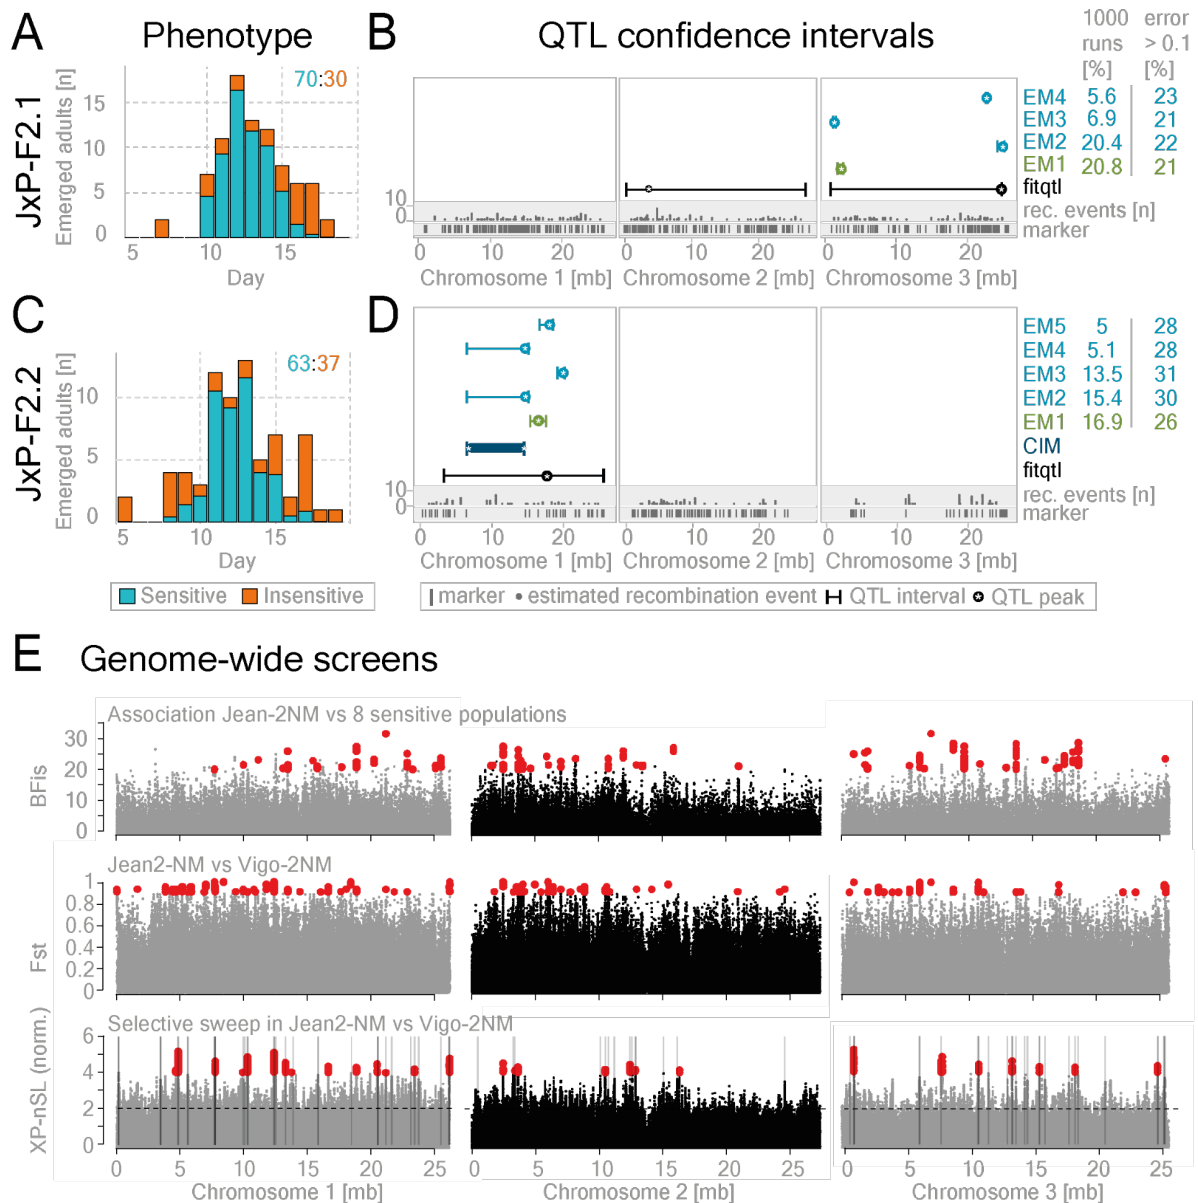 A Phenotype
B QTL confidence intervals
1000 error
runs > 0.1
[%] [%]
JxP-F2.1
Emerged adults [n]
15
10
5
0
70:30
10 15
Day
EM4 5.6 23
EM3 6.9 21
EM2 20.4 22
EM1 20.8 21
fitqtl
10
0
rec. events [n]
marker
0 10 20 0 10 20 0 10 20
Chromosome 1 [mb] Chromosome 2 [mb] Chromosome 3 [mb]
C
D
JxP-F2.2
Emerged adults [n]
10
5
0
63:37
5 10 15
Day
EM5 5 28
EM4 5.1 28
EM3 13.5 31
EM2 15.4 30
EM1 16.9 26
CIM
fitqtl
10
0
rec. events [n]
marker
0 10 20 0 10 20 0 10 20
Chromosome 1 [mb] Chromosome 2 [mb] Chromosome 3 [mb]
Sensitive Insensitive
marker estimated recombination event QTL interval QTL peak
E Genome-wide screens
Association Jean-2NM vs 8 sensitive populations
BFis
30
20
10
0
Jean2-NM vs Vigo-2NM
Fst
1
0.8
0.6
0.4
0.2
0
Selective sweep in Jean2-NM vs Vigo-2NM
XP-nSL (norm.)
6
4
2
0
0 5 10 15 20 25 0 5 10 15 20 25 0 5 10 15 20 25
Chromosome 1 [mb] Chromosome 2 [mb] Chromosome 3 [mb]